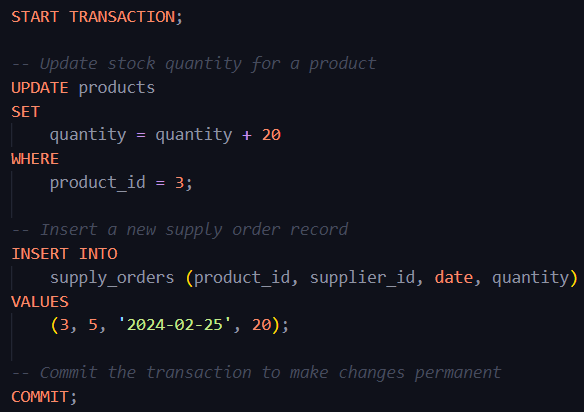 START TRANSACTION;
-- Update stock quantity for a product
UPDATE products
SET
quantity = quantity + 20
WHERE
product_id = 3;
-- Insert a new supply order record
INSERT INTO
supply_orders (product_id, supplier_id, date, quantity)
VALUES
(3, 5, '2024-02-25', 20);
-- Commit the transaction to make changes permanent
COMMIT;